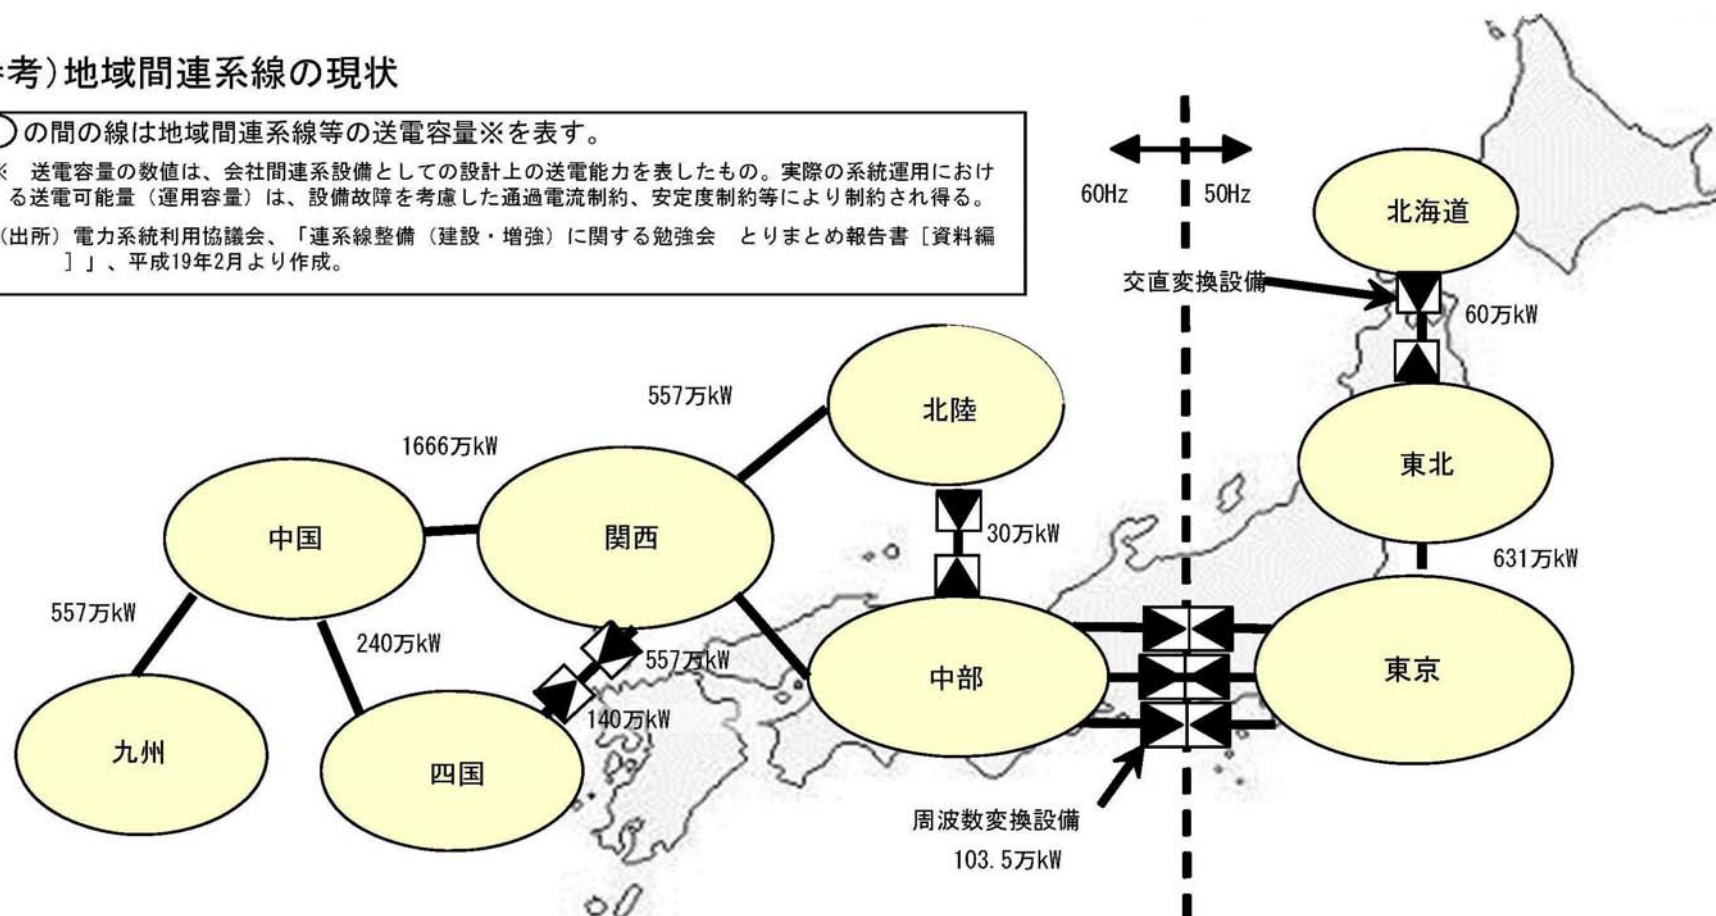 考)地域間連系線の現状
の間の線は地域間連系線等の送電容量※を表す。
※ 送電容量の数値は、会社間連系設備としての設計上の送電能力を表したもの。実際の系統運用におけ
る送電可能量（運用容量）は、設備故障を考慮した通過電流制約、安定度制約等により制約され得る。
（出所）電力系統利用協議会、「連系線整備（建設・増強）に関する勉強会 とりまとめ報告書［資料編
］」、平成19年2月より作成。
60Hz
50Hz
北海道
交直変換設備
60万kW
557万kW
北陸
1666万kW
東北
中国
関西
30万kW
631万kW
557万kW
240万kW
557万kW
中部
東京
140万kW
九州
四国
周波数変換設備
103.5万kW